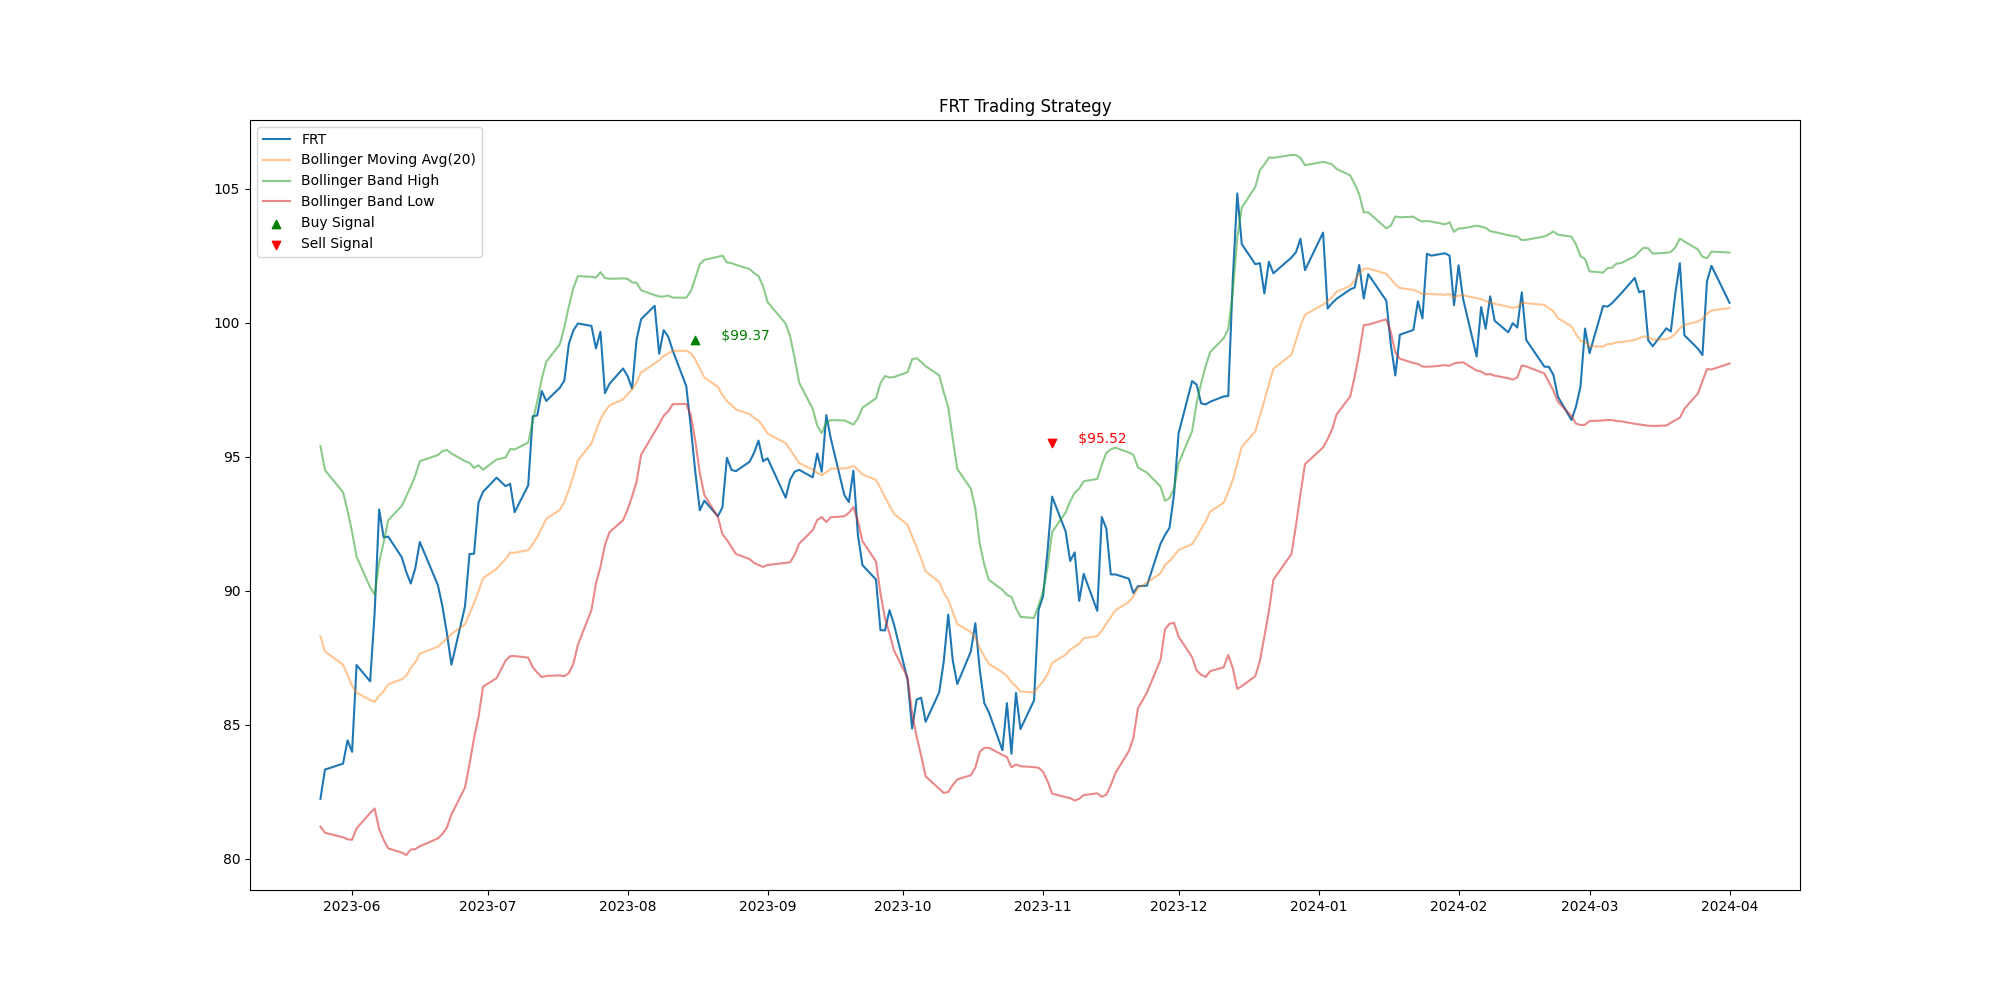 FRT Trading Strategy
FRT
Bollinger Moving Avg(20)
Bollinger Band High
Bollinger Band Low
Buy Signal
Sell Signal
105
100
95
90
85
80
$99.37
$95.52
2023-06 2023-07 2023-08 2023-09 2023-10 2023-11 2023-12 2024-01 2024-02 2024-03 2024-04